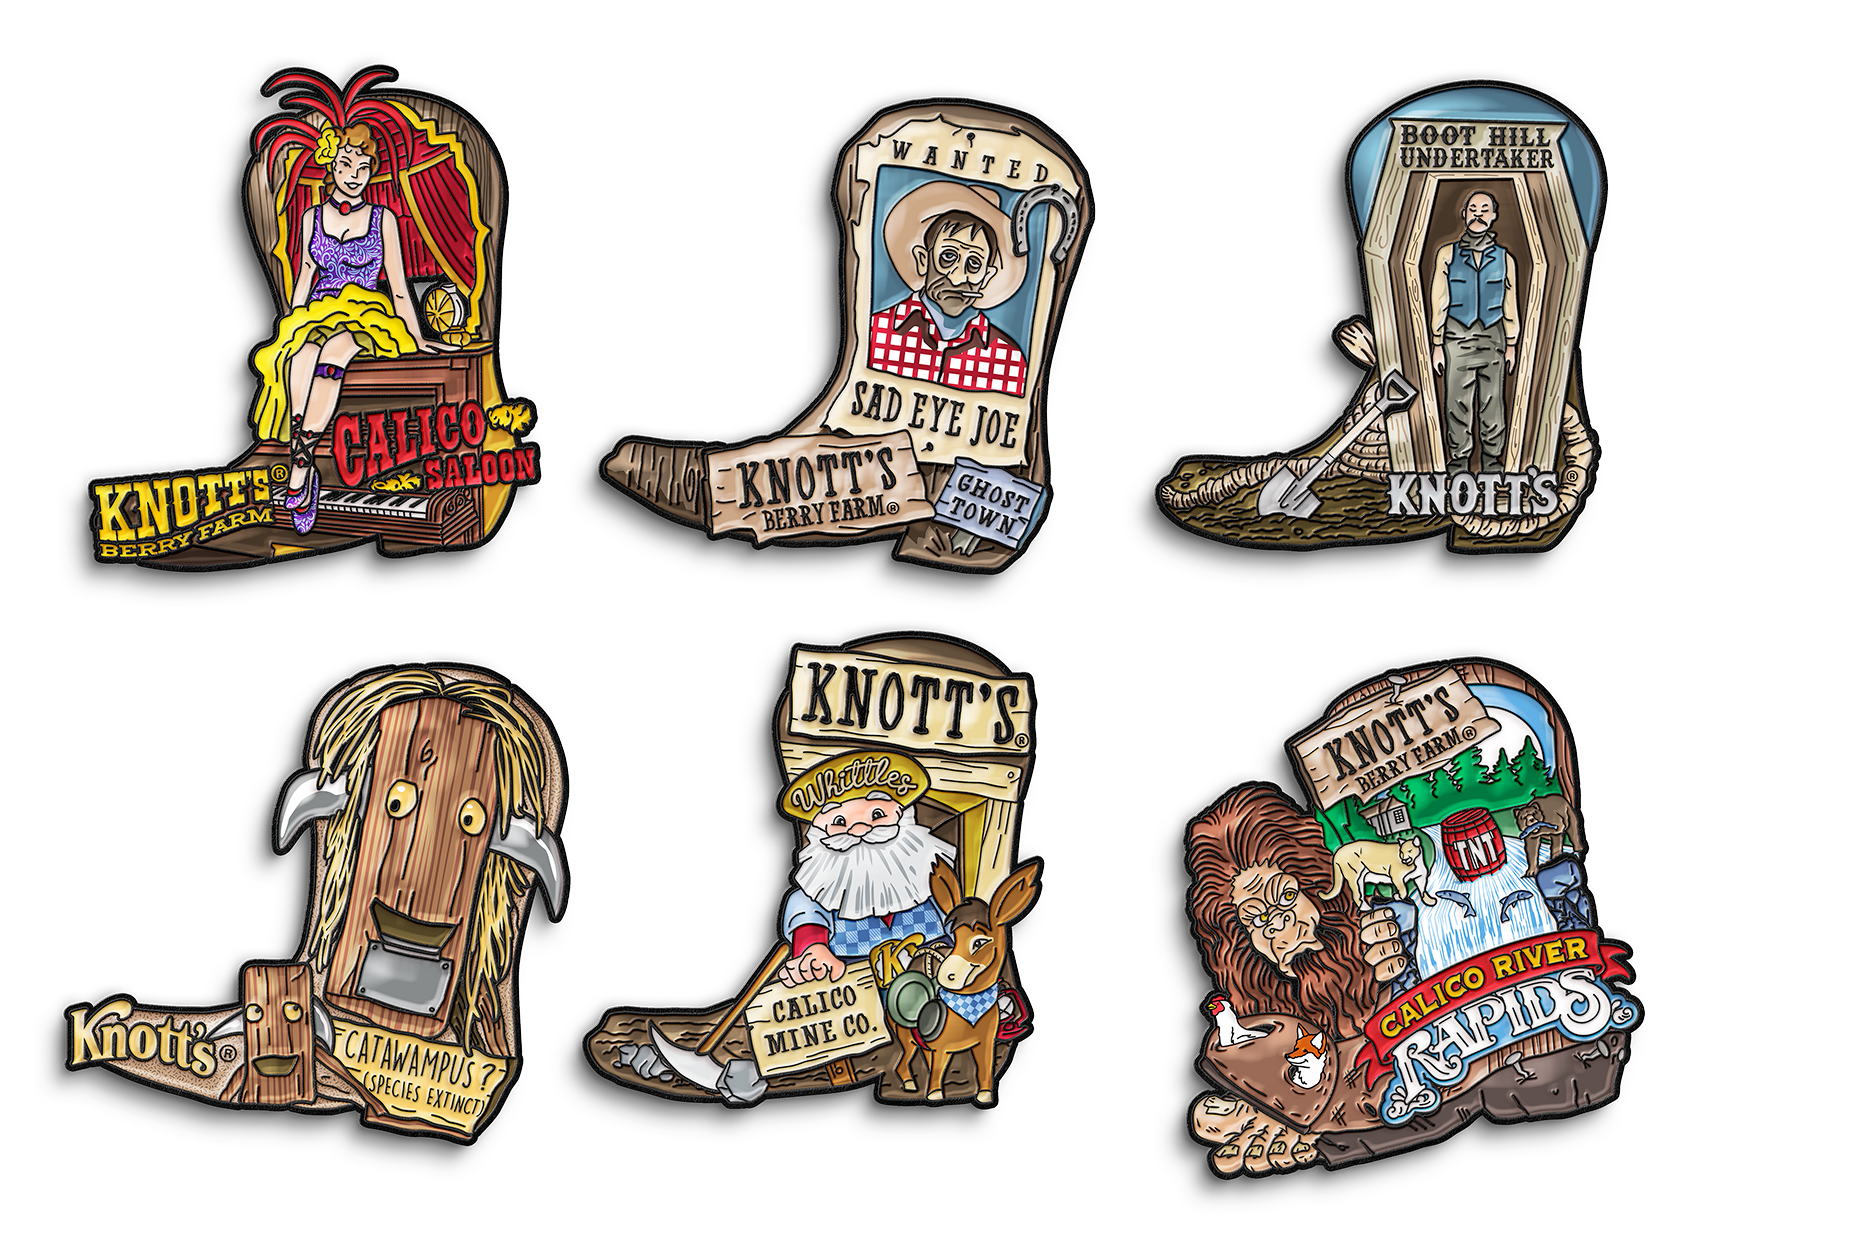 CALICO
SALOON
KNOTT'S®
BERRY FARM
WANTED
SAD EYE JOE
KNOTT'S
BERRY FARM®
GHOST
TOWN
BOOT HILL
UNDERTAKER
KNOTT'S®
Knott's®
CATAWAMPUS?
(SPECIES EXTINCT)
KNOTT'S®
Whittles
K
CALICO
MINE CO.
KNOTT'S
BERRY FARM®
TNT
CALICO RIVER
RAPIDS